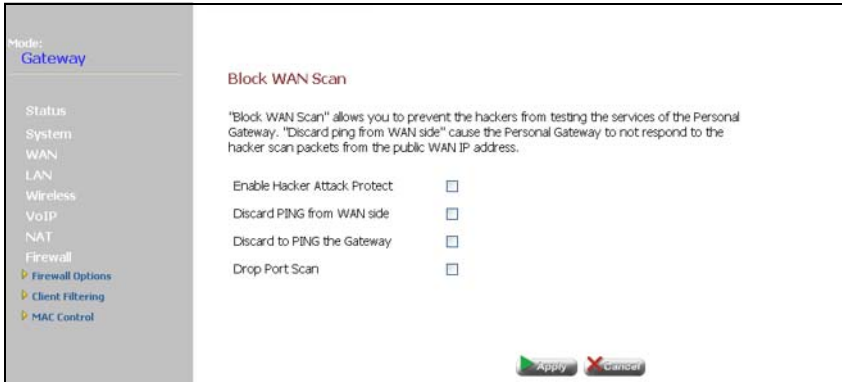 Mode:
Gateway
Status
System
WAN
LAN
Wireless
VoIP
NAT
Firewall
Firewall Options
Client Filtering
MAC Control
Block WAN Scan
"Block WAN Scan" allows you to prevent the hackers from testing the services of the Personal
Gateway. "Discard ping from WAN side" cause the Personal Gateway to not respond to the
hacker scan packets from the public WAN IP address.
Enable Hacker Attack Protect
Discard PING from WAN side
Discard to PING the Gateway
Drop Port Scan
Apply
Cancel